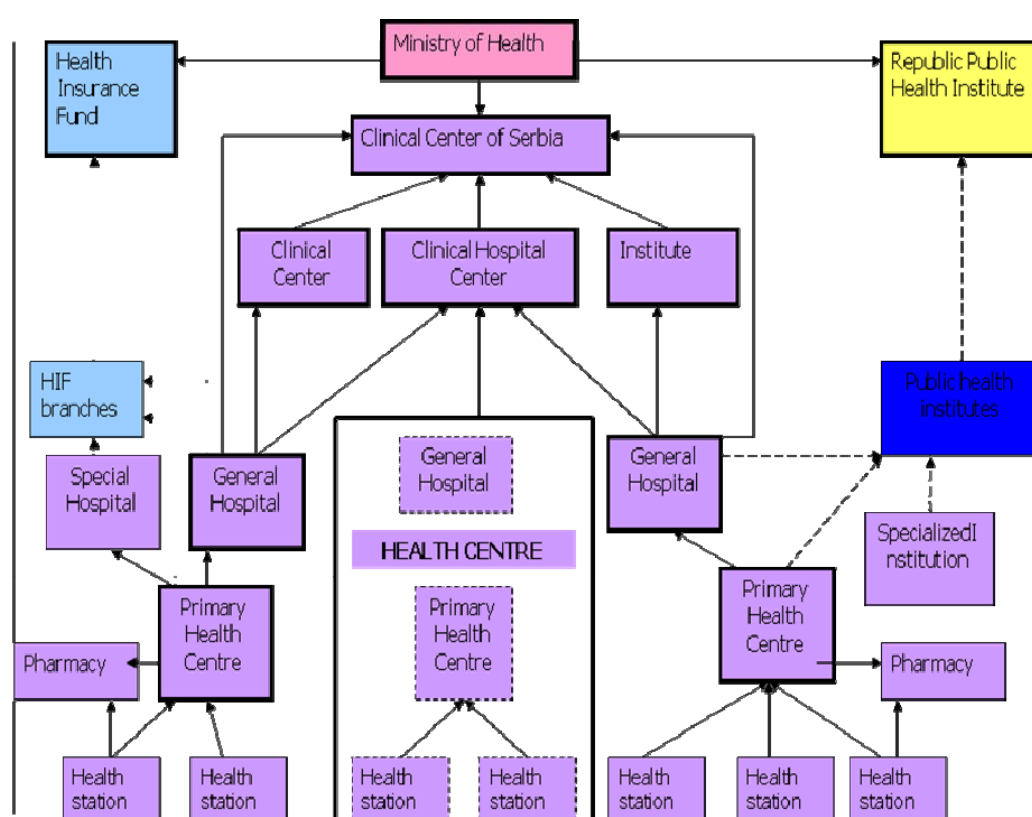 Ministry of Health
Health
Insurance
Fund
Republic Public
Health Institute
Clinical Center of Serbia
Clinical
Center
Clinical Hospital
Center
Institute
HIF
branches
Public health
institutes
Special
Hospital
General
Hospital
General
Hospital
General
Hospital
SpecializedI
nstitution
HEALTH CENTRE
Primary
Health
Centre
Primary
Health
Centre
Primary
Health
Centre
Pharmacy
Pharmacy
Health
station
Health
station
Health
station
Health
station
Health
station
Health
station
Health
station